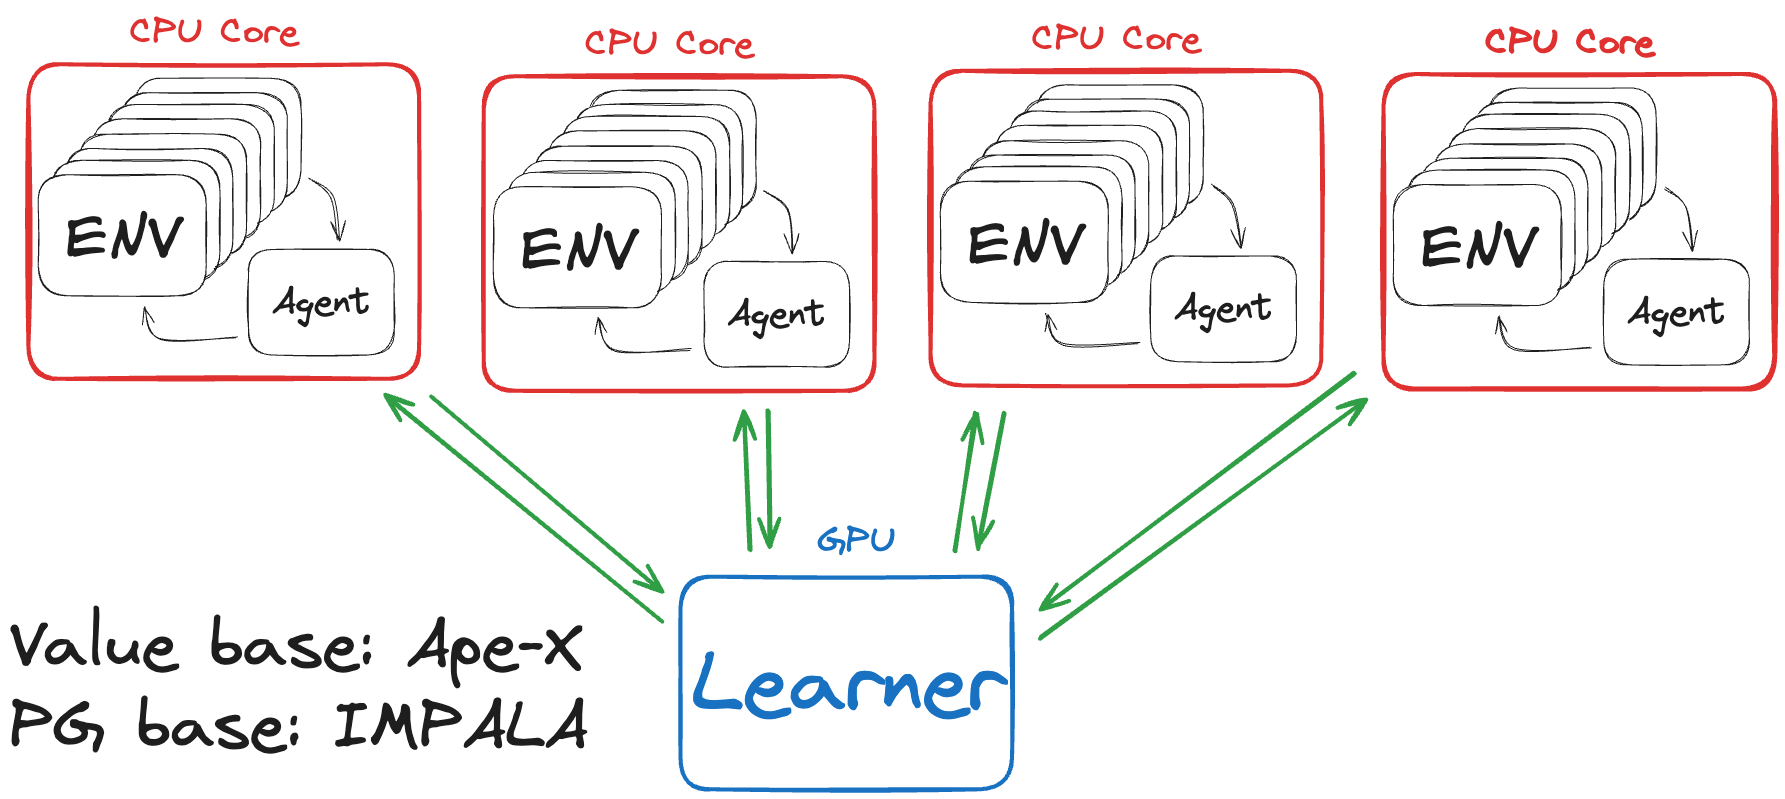 CPU Core
CPU Core
CPU Core
CPU Core
ENV
Agent
ENV
Agent
ENV
Agent
ENV
Agent
GPU
Learner
Value base: Ape-X
PG base: IMPALA